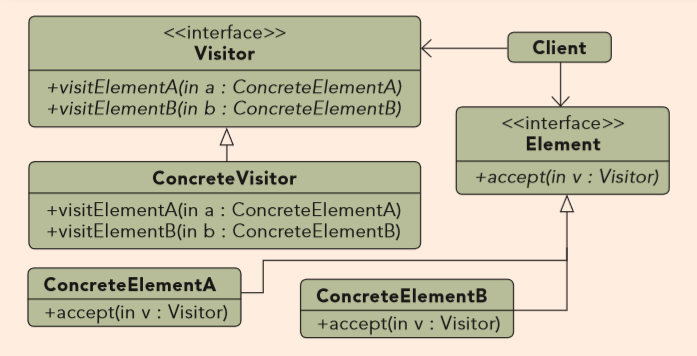 <<interface>>
Visitor
+visitElementA(in a : ConcreteElementA)
+visitElementB(in b : ConcreteElementB)
Client
<<interface>>
Element
+accept(in v : Visitor)
ConcreteVisitor
+visitElementA(in a : ConcreteElementA)
+visitElementB(in b : ConcreteElementB)
ConcreteElementA
+accept(in v : Visitor)
ConcreteElementB
+accept(in v : Visitor)